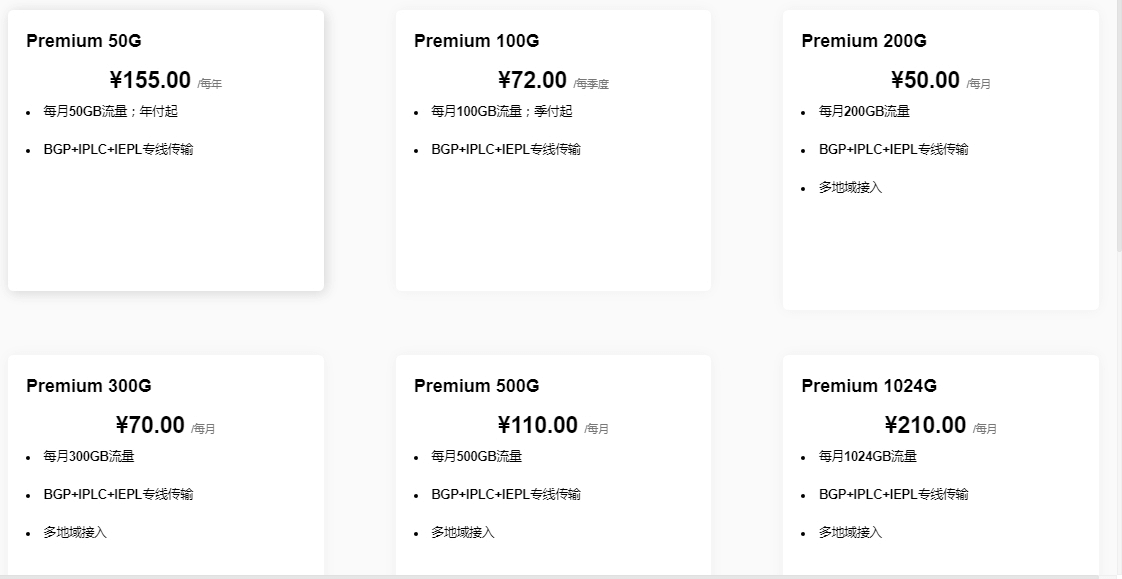 Premium 50G
¥155.00 /每年
每月50GB流量；年付起
BGP+IPLC+IEPL专线传输
Premium 100G
¥72.00 /每季度
每月100GB流量；季付起
BGP+IPLC+IEPL专线传输
Premium 200G
¥50.00 /每月
每月200GB流量
BGP+IPLC+IEPL专线传输
多地域接入
Premium 300G
¥70.00 /每月
每月300GB流量
BGP+IPLC+IEPL专线传输
多地域接入
Premium 500G
¥110.00 /每月
每月500GB流量
BGP+IPLC+IEPL专线传输
多地域接入
Premium 1024G
¥210.00 /每月
每月1024GB流量
BGP+IPLC+IEPL专线传输
多地域接入